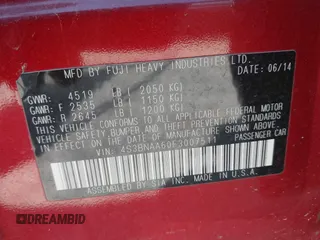 MFD BY FUJI HEAVY INDUSTRIES LTD.
DATE 06/14
GVWR: 4519 LB ( 2050 KG)
GAWR: F 2535 LB ( 1150 KG)
GAWR: R 2645 LB ( 1200 KG)
THIS VEHICLE CONFORMS TO ALL APPLICABLE FEDERAL MOTOR
VEHICLE SAFETY, BUMPER AND THEFT PREVENTION STANDARDS
IN EFFECT ON THE DATE OF MANUFACTURE SHOWN ABOVE.
VIN: 4S3BNAA60F3007511 PASSENGER CAR
ASSEMBLED BY SIA INC. MADE IN U.S.A.
DREAMBID